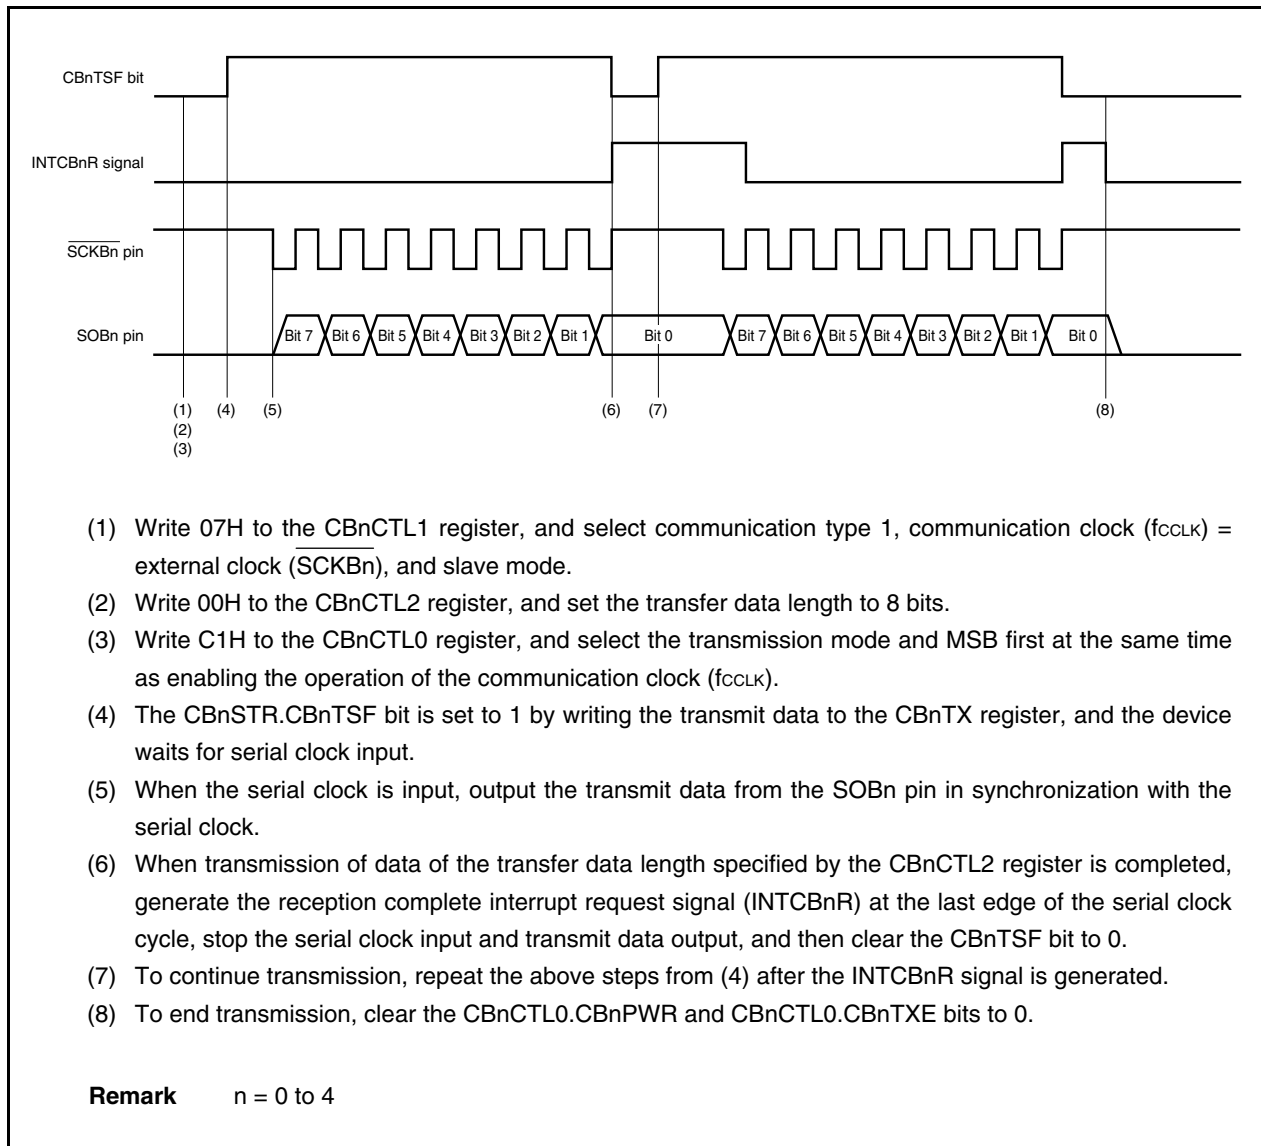 CBnTSF bit
INTCBnR signal
SCKBn pin
SOBn pin
Bit 7 Bit 6 Bit 5 Bit 4 Bit 3 Bit 2 Bit 1 Bit 0 Bit 7 Bit 6 Bit 5 Bit 4 Bit 3 Bit 2 Bit 1 Bit 0
(1) (4) (5) (6) (7) (8)
(2)
(3)
(1) Write 07H to the CBnCTL1 register, and select communication type 1, communication clock (fCCLK) =
external clock (SCKBn), and slave mode.
(2) Write 00H to the CBnCTL2 register, and set the transfer data length to 8 bits.
(3) Write C1H to the CBnCTL0 register, and select the transmission mode and MSB first at the same time
as enabling the operation of the communication clock (fCCLK).
(4) The CBnSTR.CBnTSF bit is set to 1 by writing the transmit data to the CBnTX register, and the device
waits for serial clock input.
(5) When the serial clock is input, output the transmit data from the SOBn pin in synchronization with the
serial clock.
(6) When transmission of data of the transfer data length specified by the CBnCTL2 register is completed,
generate the reception complete interrupt request signal (INTCBnR) at the last edge of the serial clock
cycle, stop the serial clock input and transmit data output, and then clear the CBnTSF bit to 0.
(7) To continue transmission, repeat the above steps from (4) after the INTCBnR signal is generated.
(8) To end transmission, clear the CBnCTL0.CBnPWR and CBnCTL0.CBnTXE bits to 0.
Remark n = 0 to 4